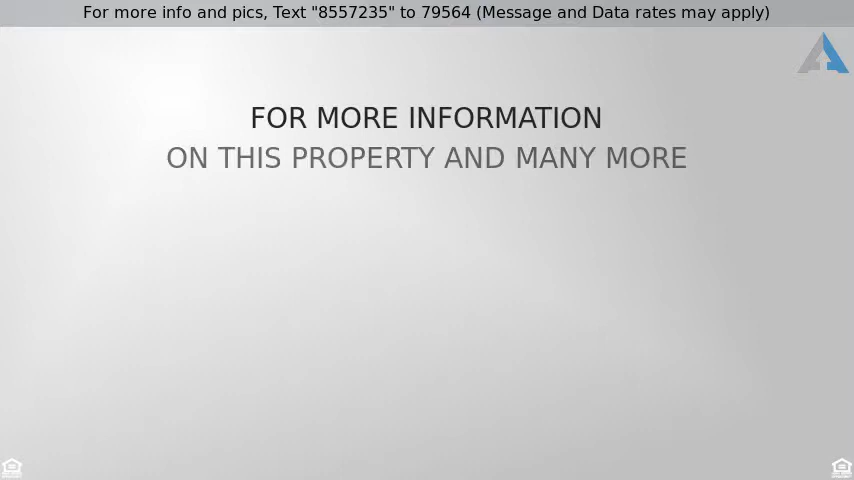 For more info and pics, Text "8557235" to 79564 (Message and Data rates may apply)
FOR MORE INFORMATION
ON THIS PROPERTY AND MANY MORE